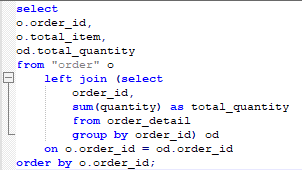 select
o.order_id,
o.total_item,
od.total_quantity
from "order" o
left join (select
order_id,
sum(quantity) as total_quantity
from order_detail
group by order_id) od
on o.order_id = od.order_id
order by o.order_id;